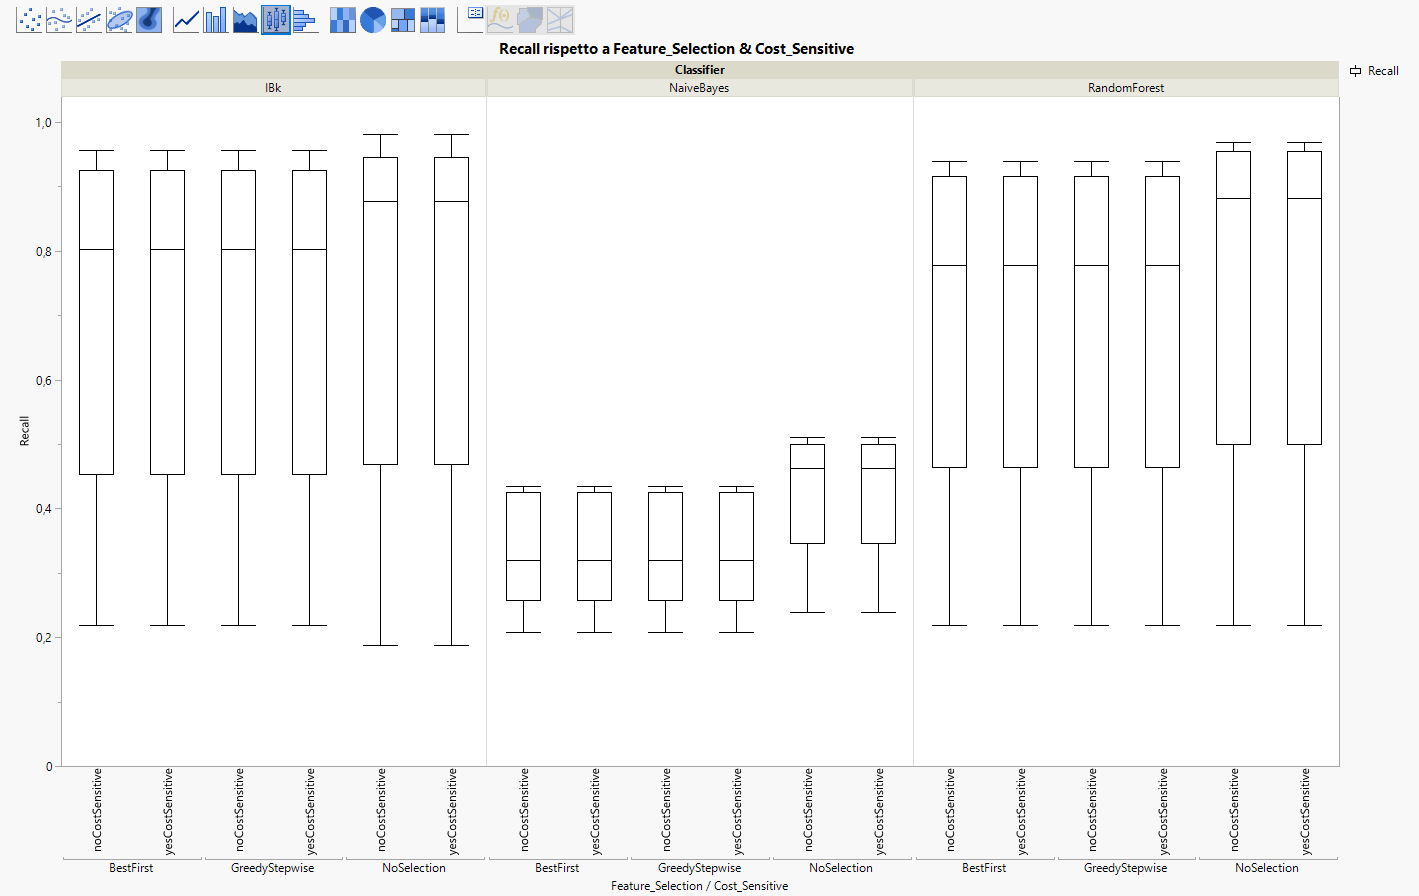 Recall rispetto a Feature_Selection & Cost_Sensitive
Classifier
IBk NaiveBayes RandomForest
Recall
1,0
0,8
0,6
0,4
0,2
0
Recall
noCostSensitive yesCostSensitive noCostSensitive yesCostSensitive noCostSensitive yesCostSensitive noCostSensitive yesCostSensitive noCostSensitive yesCostSensitive noCostSensitive yesCostSensitive noCostSensitive yesCostSensitive noCostSensitive yesCostSensitive noCostSensitive yesCostSensitive
BestFirst GreedyStepwise NoSelection BestFirst GreedyStepwise NoSelection BestFirst GreedyStepwise NoSelection
Feature_Selection / Cost_Sensitive